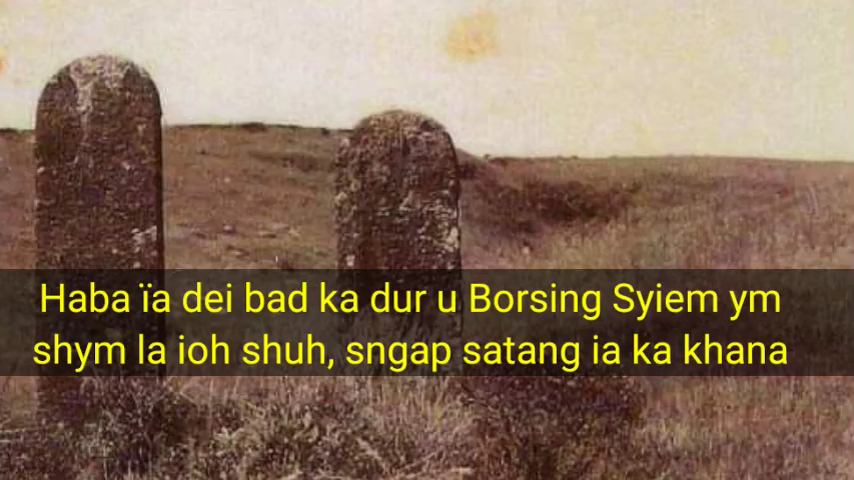 Haba ïa dei bad ka dur u Borsing Syiem ym
shym la ioh shuh, sngap satang ia ka khana